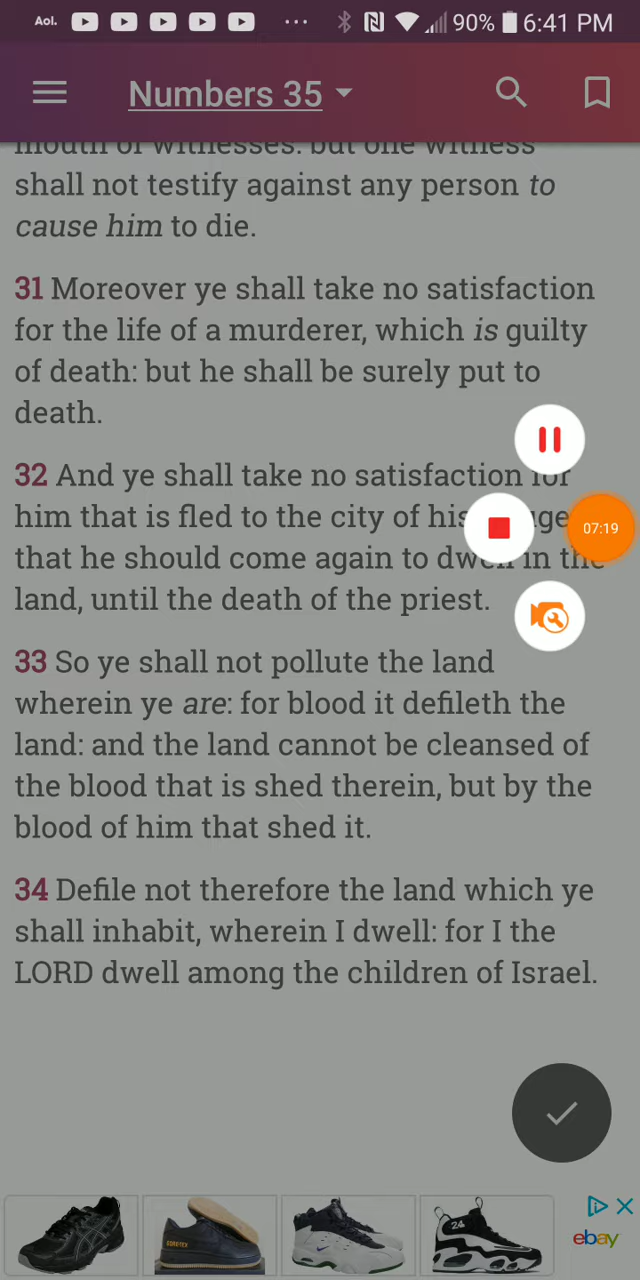 Aol. 90% 6:41 PM
Numbers 35
mouth of witnesses: but one witness
shall not testify against any person to
cause him to die.
31 Moreover ye shall take no satisfaction
for the life of a murderer, which is guilty
of death: but he shall be surely put to
death.
32 And ye shall take no satisfaction for
him that is fled to the city of his
07:19
that he should come again to dwell in the
land, until the death of the priest.
33 So ye shall not pollute the land
wherein ye are: for blood it defileth the
land: and the land cannot be cleansed of
the blood that is shed therein, but by the
blood of him that shed it.
34 Defile not therefore the land which ye
shall inhabit, wherein I dwell: for I the
LORD dwell among the children of Israel.
GORETEX
24
ebay